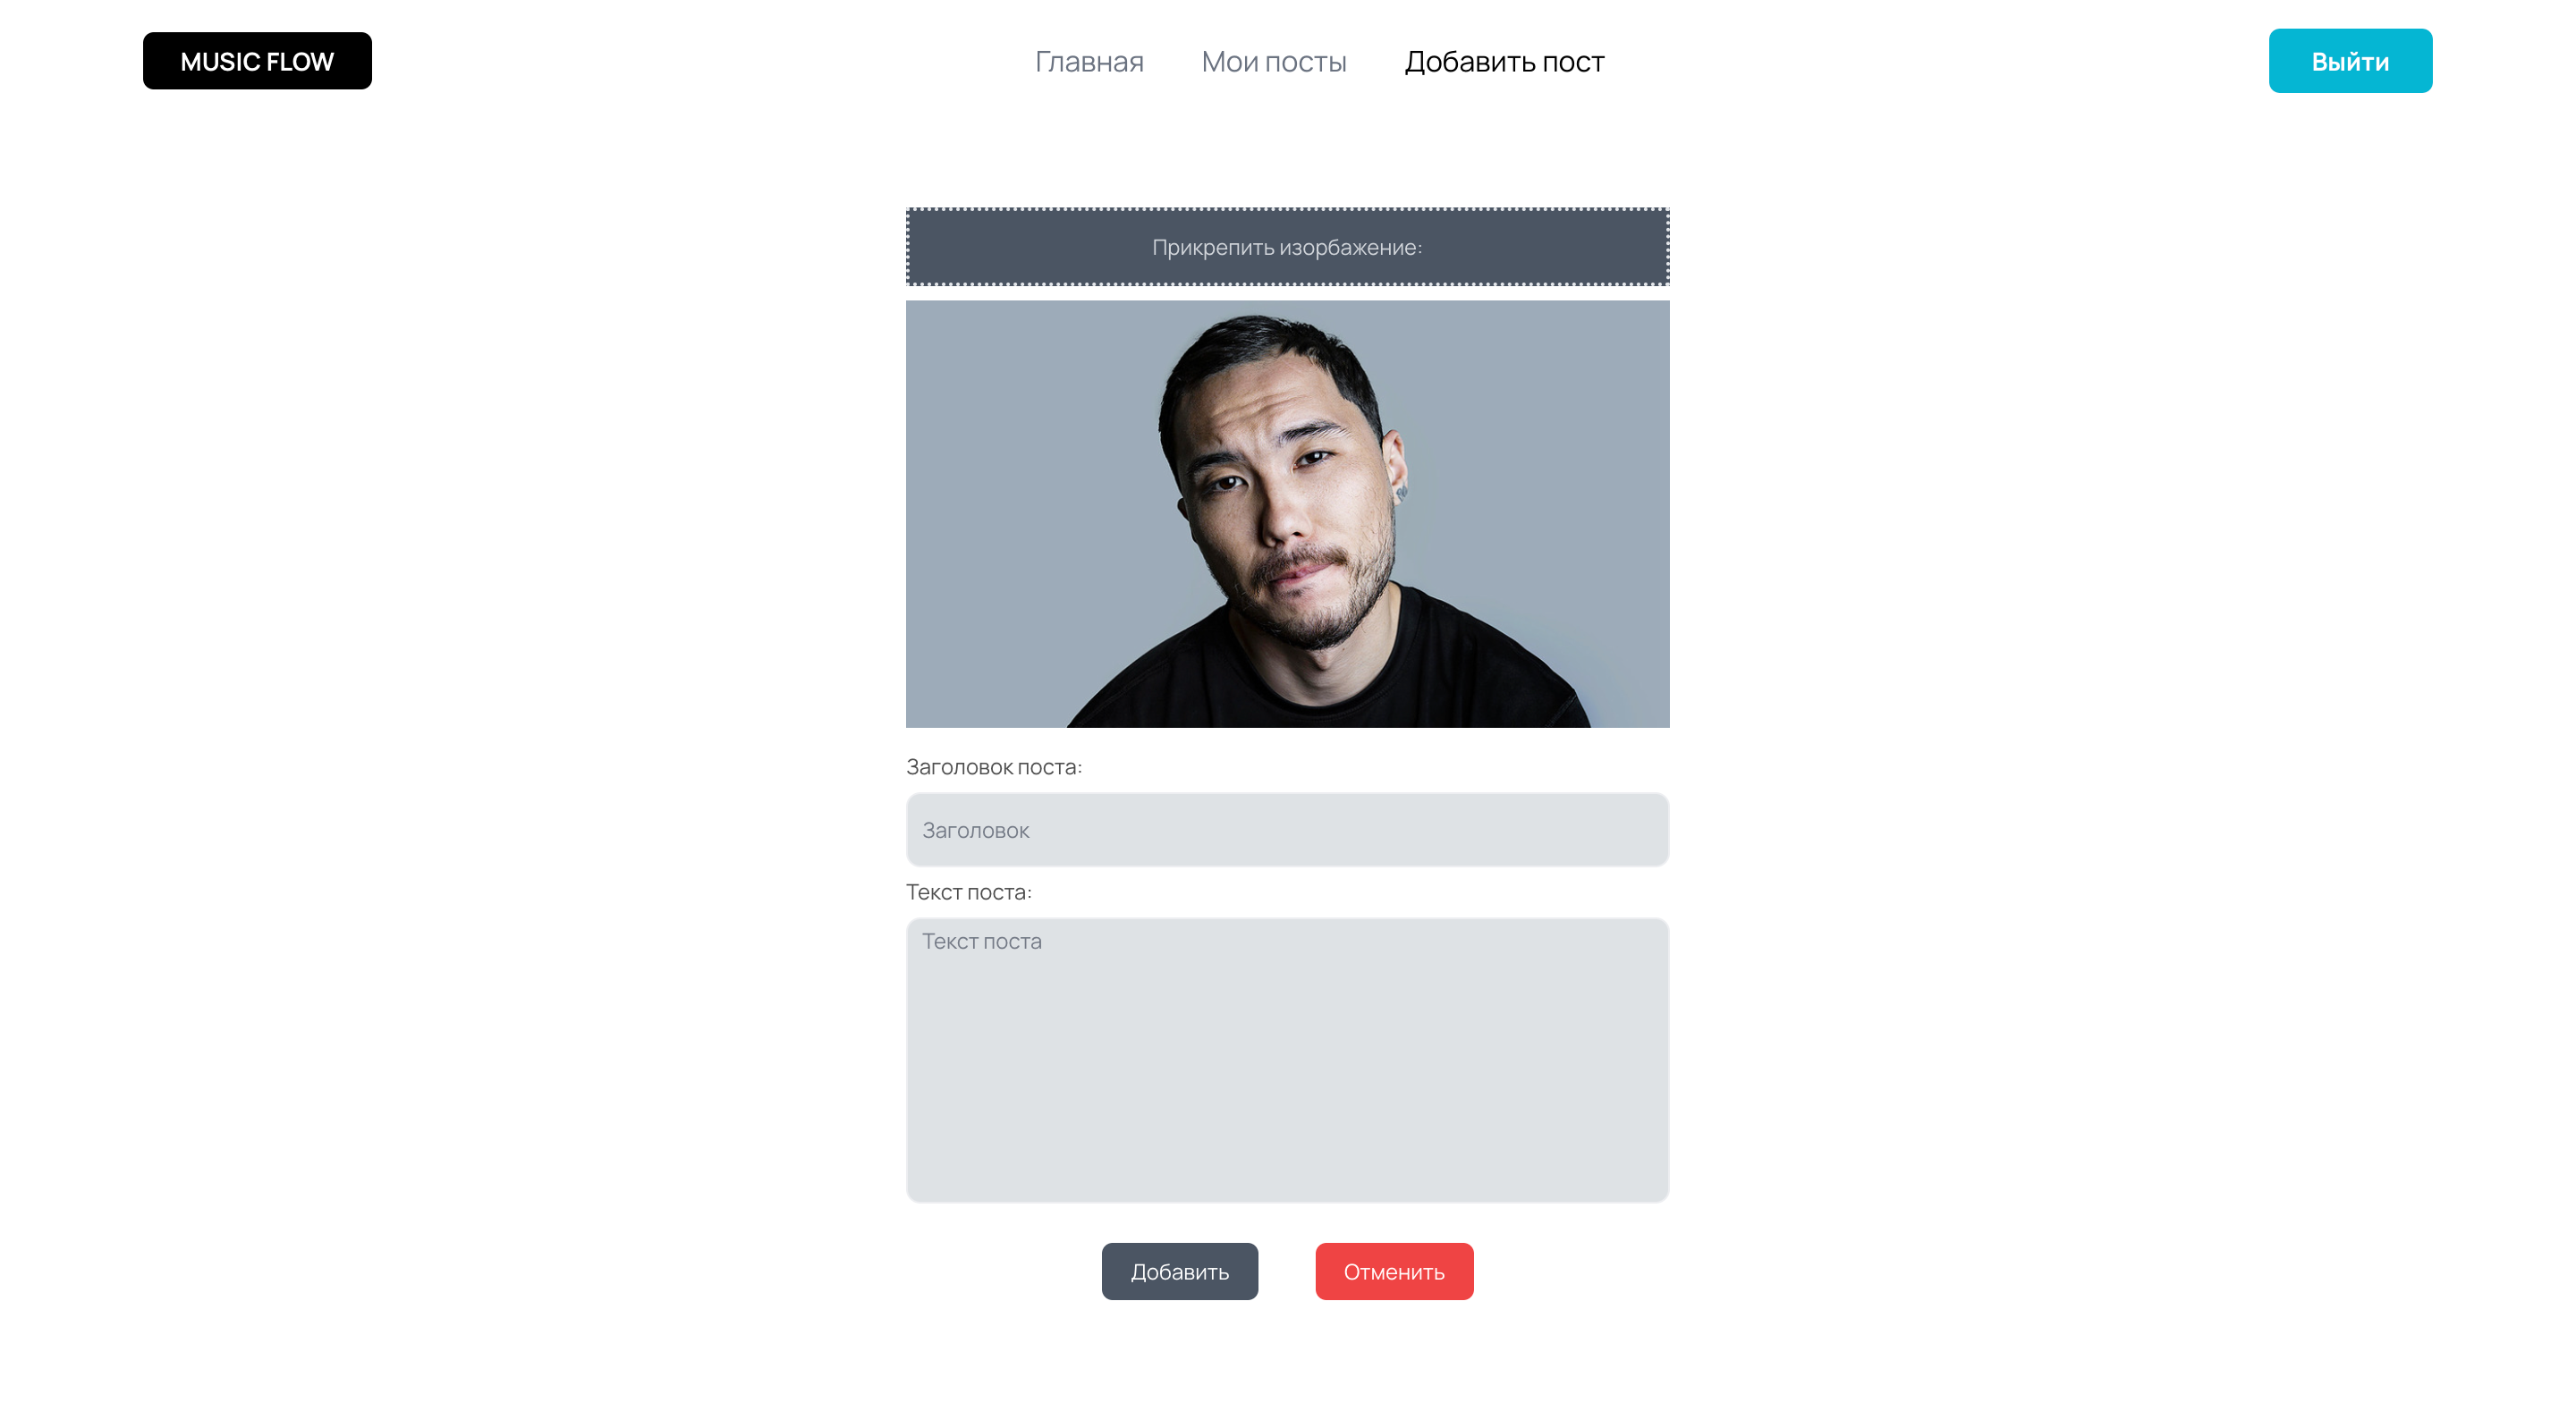 MUSIC FLOW
Главная
Мои посты
Добавить пост
Выйти
Прикрепить изорбажение:
Заголовок поста:
Заголовок
Текст поста:
Текст поста
Добавить
Отменить